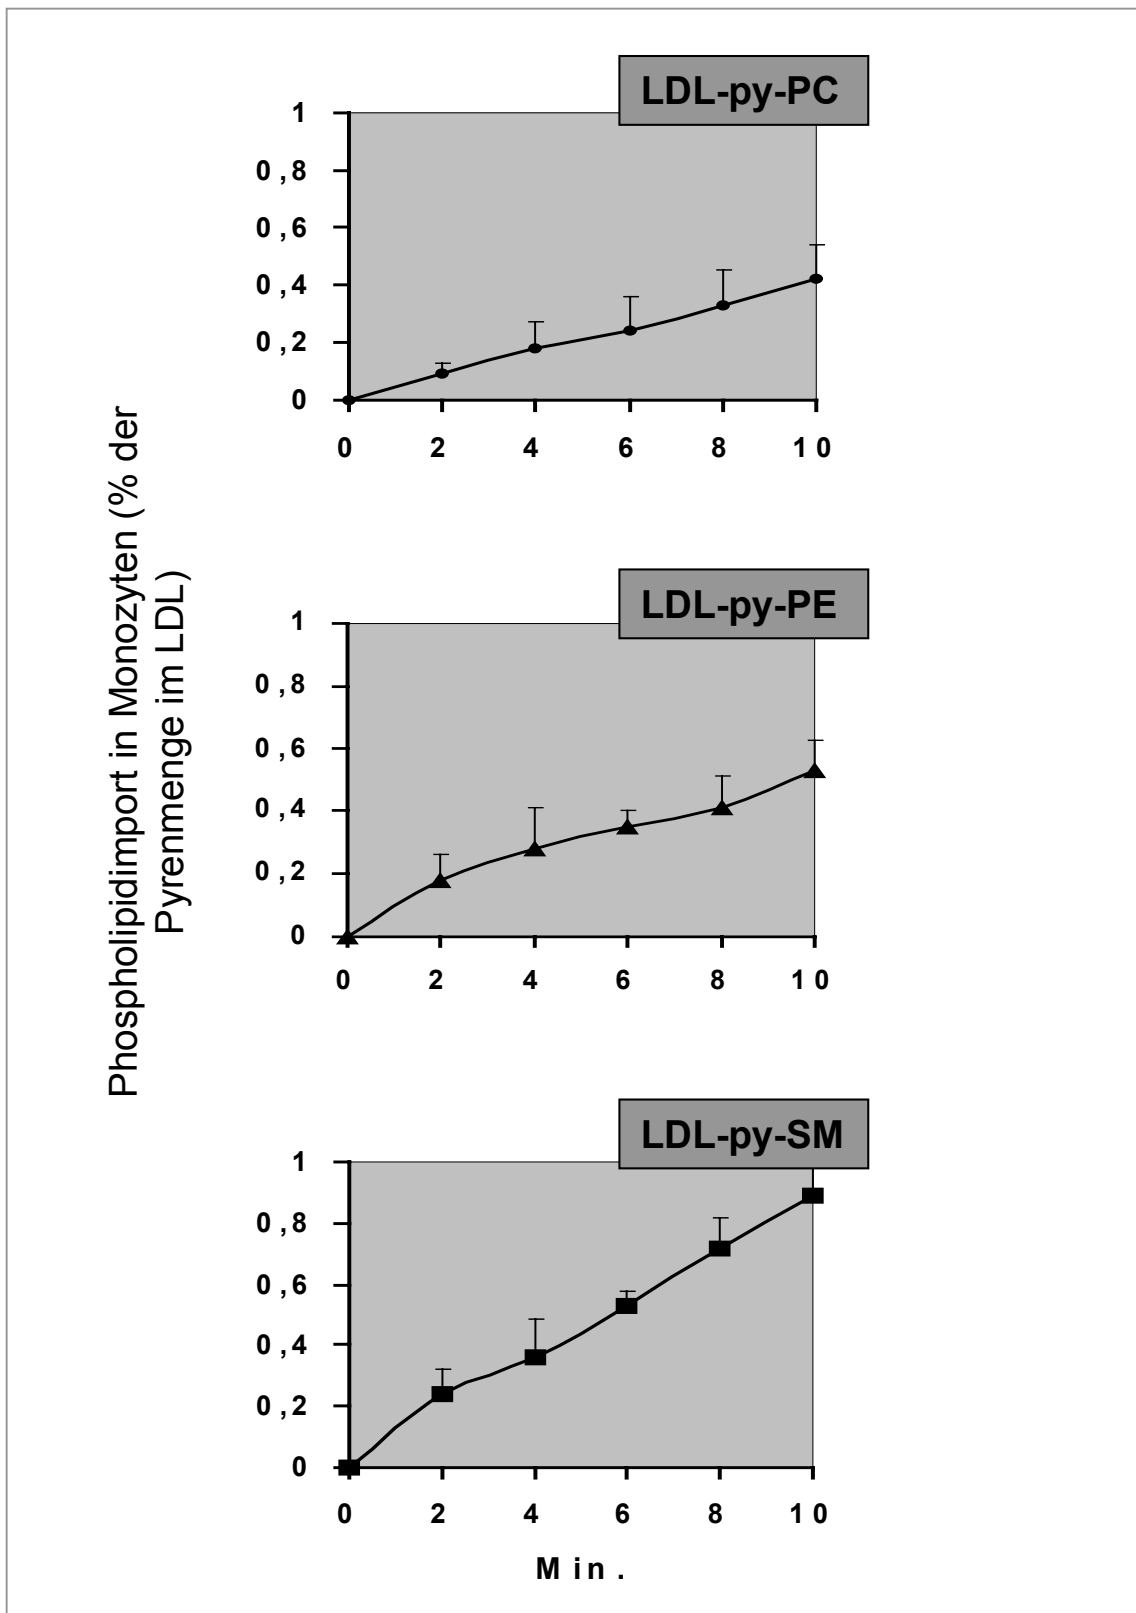 Phospholipidimport in Monozyten (% der
Pyrenmenge im LDL)
LDL-py-PC
1
0,8
0,6
0,4
0,2
0
0 2 4 6 8 10
LDL-py-PE
1
0,8
0,6
0,4
0,2
0
0 2 4 6 8 10
LDL-py-SM
1
0,8
0,6
0,4
0,2
0
0 2 4 6 8 10
Min.